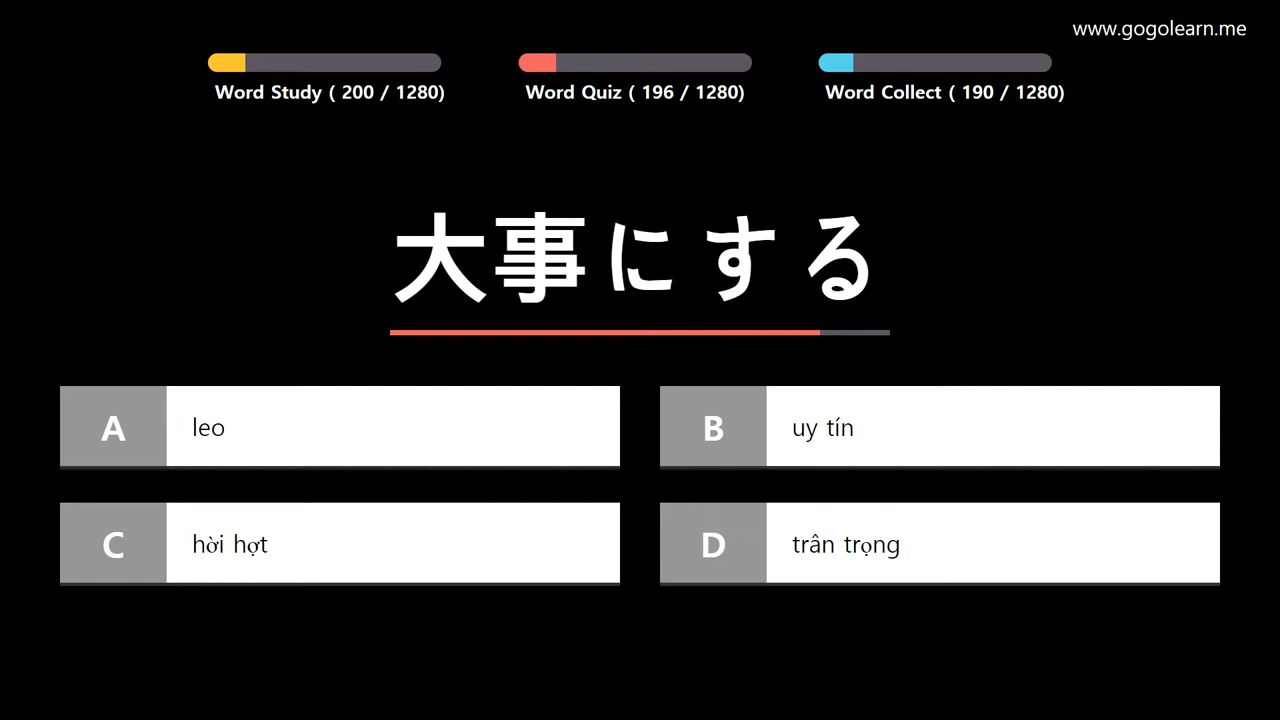 www.gogolearn.me
Word Study ( 200 / 1280)
Word Quiz ( 196 / 1280)
Word Collect ( 190 / 1280)
大事にする
A
leo
B
uy tín
C
hời hợt
D
trân trọng